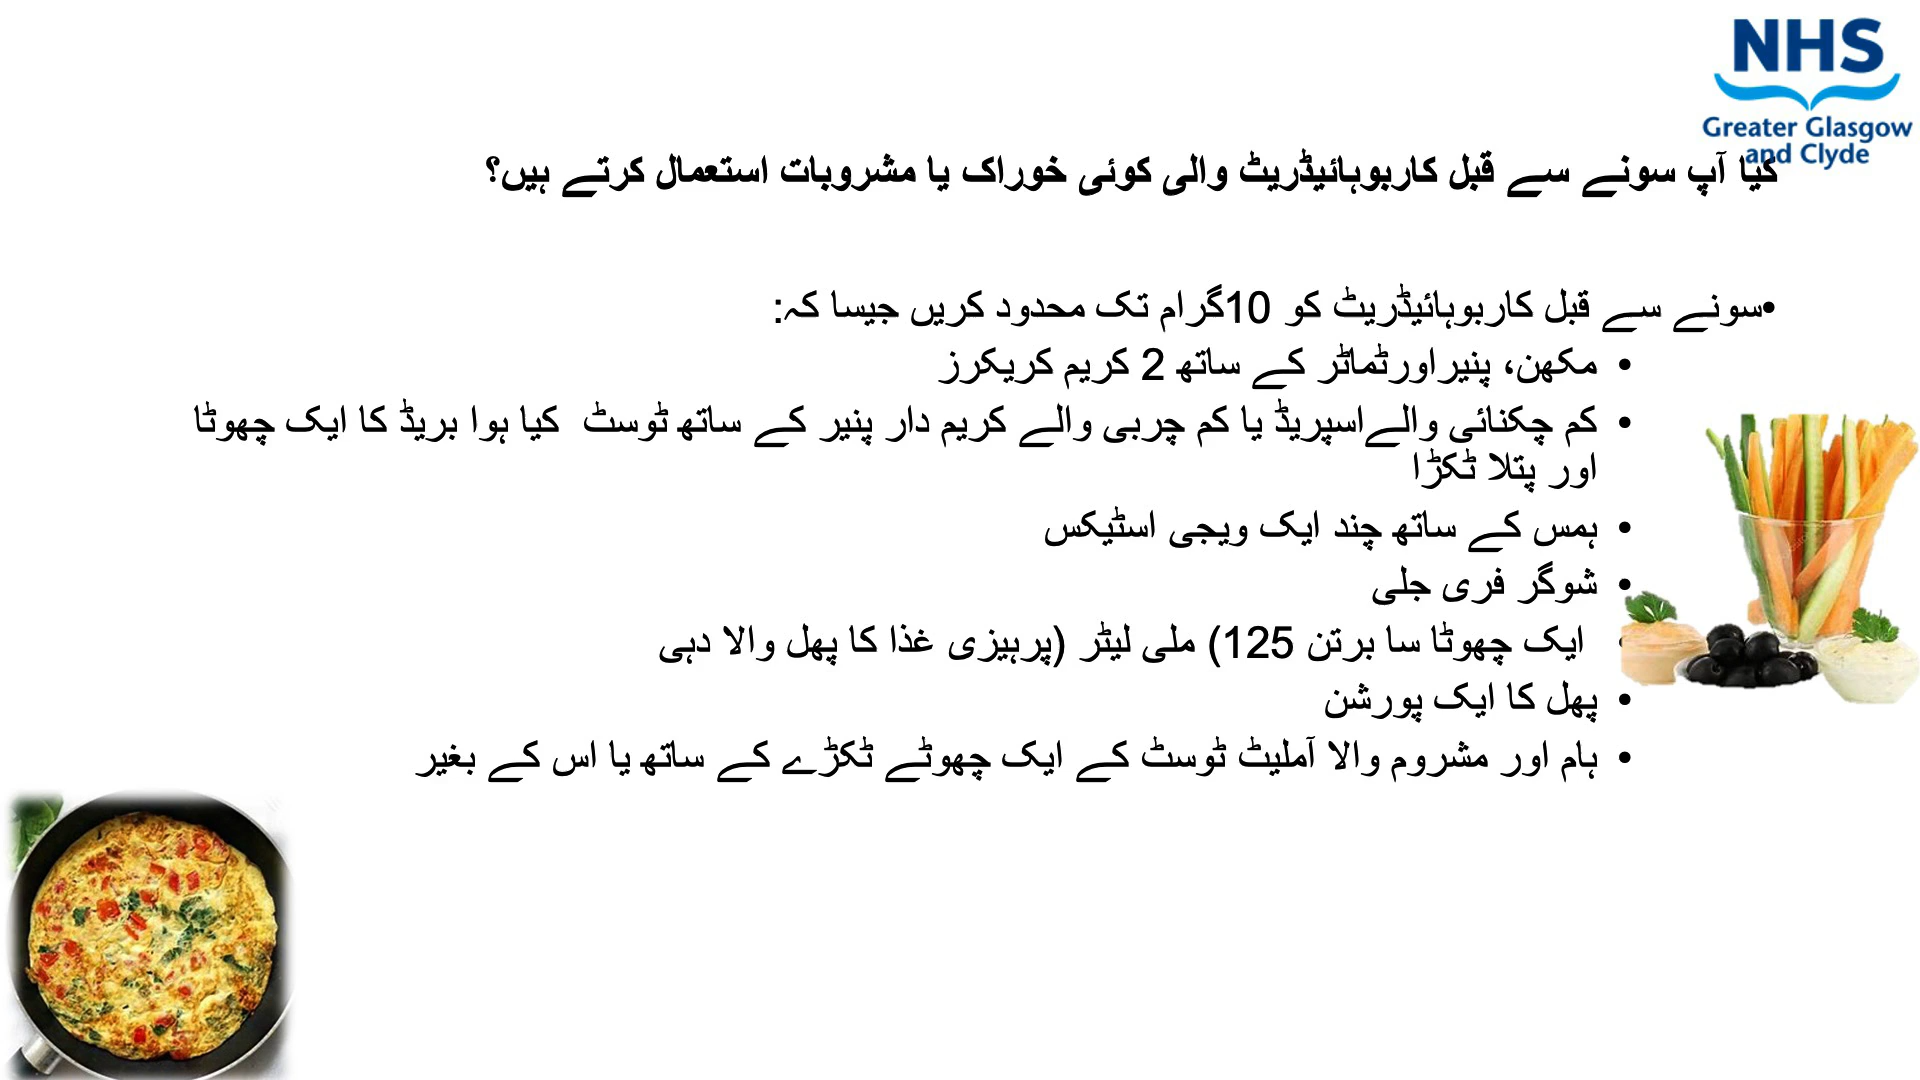 NHS
Greater Glasgow
and Clyde
کیا آپ سونے سے قبل کاربوہائیڈریٹ والی کوئی خوراک یا مشروبات استعمال کرتے ہیں؟
•سونے سے قبل کاربوہائیڈریٹ کو 10گرام تک محدود کریں جیسا کہ:
• مکھن، پنیراورٹماٹر کے ساتھ 2 کریم کریکرز
• کم چکنائی والےاسپریڈ یا کم چربی والے کریم دار پنیر کے ساتھ ٹوسٹ کیا ہوا بریڈ کا ایک چھوٹا
اور پتلا ٹکڑا
• ہمس کے ساتھ چند ایک ویجی اسٹیکس
• شوگر فری جلی
• ایک چھوٹا سا برتن 125) ملی لیٹر (پرہیزی غذا کا پھل والا دہی
• پھل کا ایک پورشن
• ہام اور مشروم والا آملیٹ ٹوسٹ کے ایک چھوٹے ٹکڑے کے ساتھ یا اس کے بغیر